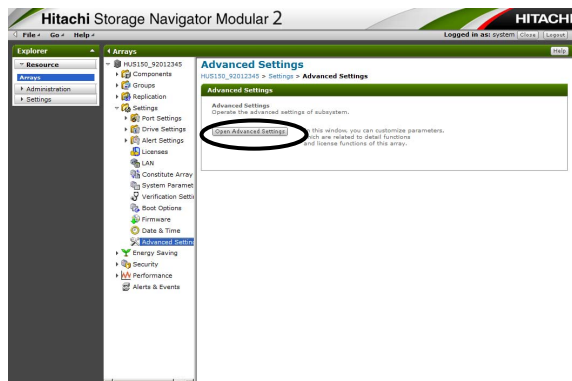 Hitachi Storage Navigator Modular 2
HITACHI
File Go Help
Logged in as: system Close Logout
Explorer
Arrays
Help
Resource
Arrays
Administration
Settings
HUS150_92012345
Components
Groups
Replication
Settings
Port Settings
Drive Settings
Alert Settings
Licenses
LAN
Constitute Array
System Paramet
Verification Setti
Boot Options
Firmware
Date & Time
Advanced Settin
Energy Saving
Security
Performance
Alerts & Events
Advanced Settings
HUS150_92012345 > Settings > Advanced Settings
Advanced Settings
Advanced Settings
Operate the advanced settings of subsystem.
Open Advanced Settings
n this window you can customize parameters,
which are related to detail functions
and license functions of this array.